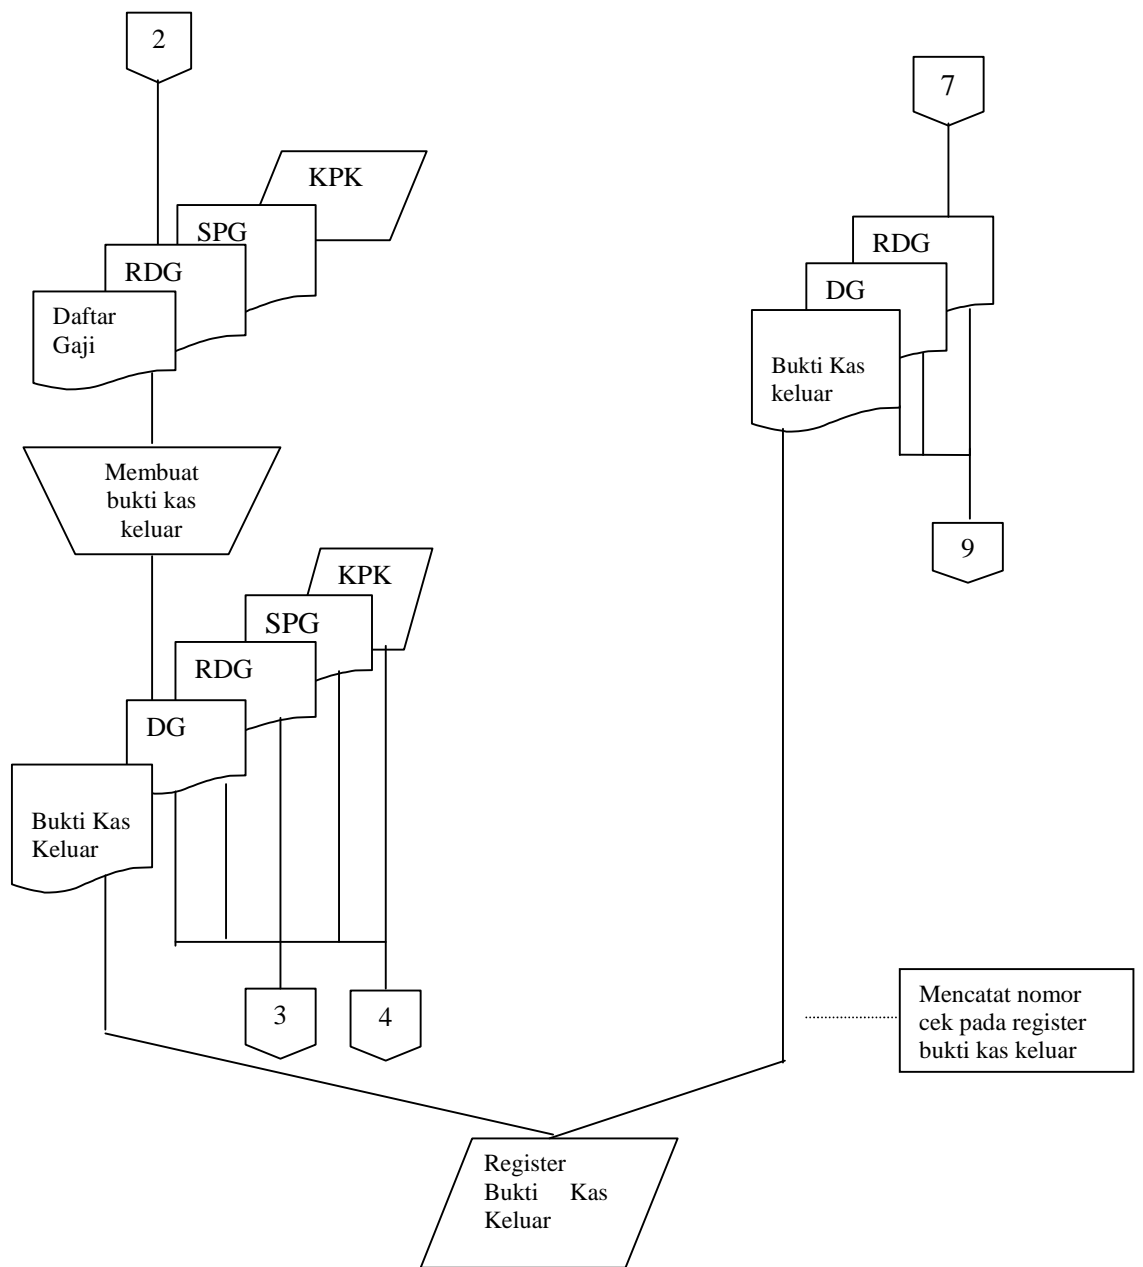 2
KPK
SPG
RDG
Daftar
Gaji
Membuat
bukti kas
keluar
KPK
SPG
RDG
DG
Bukti Kas
Keluar
3
4
7
RDG
DG
Bukti Kas
keluar
9
Mencatat nomor
cek pada register
bukti kas keluar
Register
Bukti Kas
Keluar